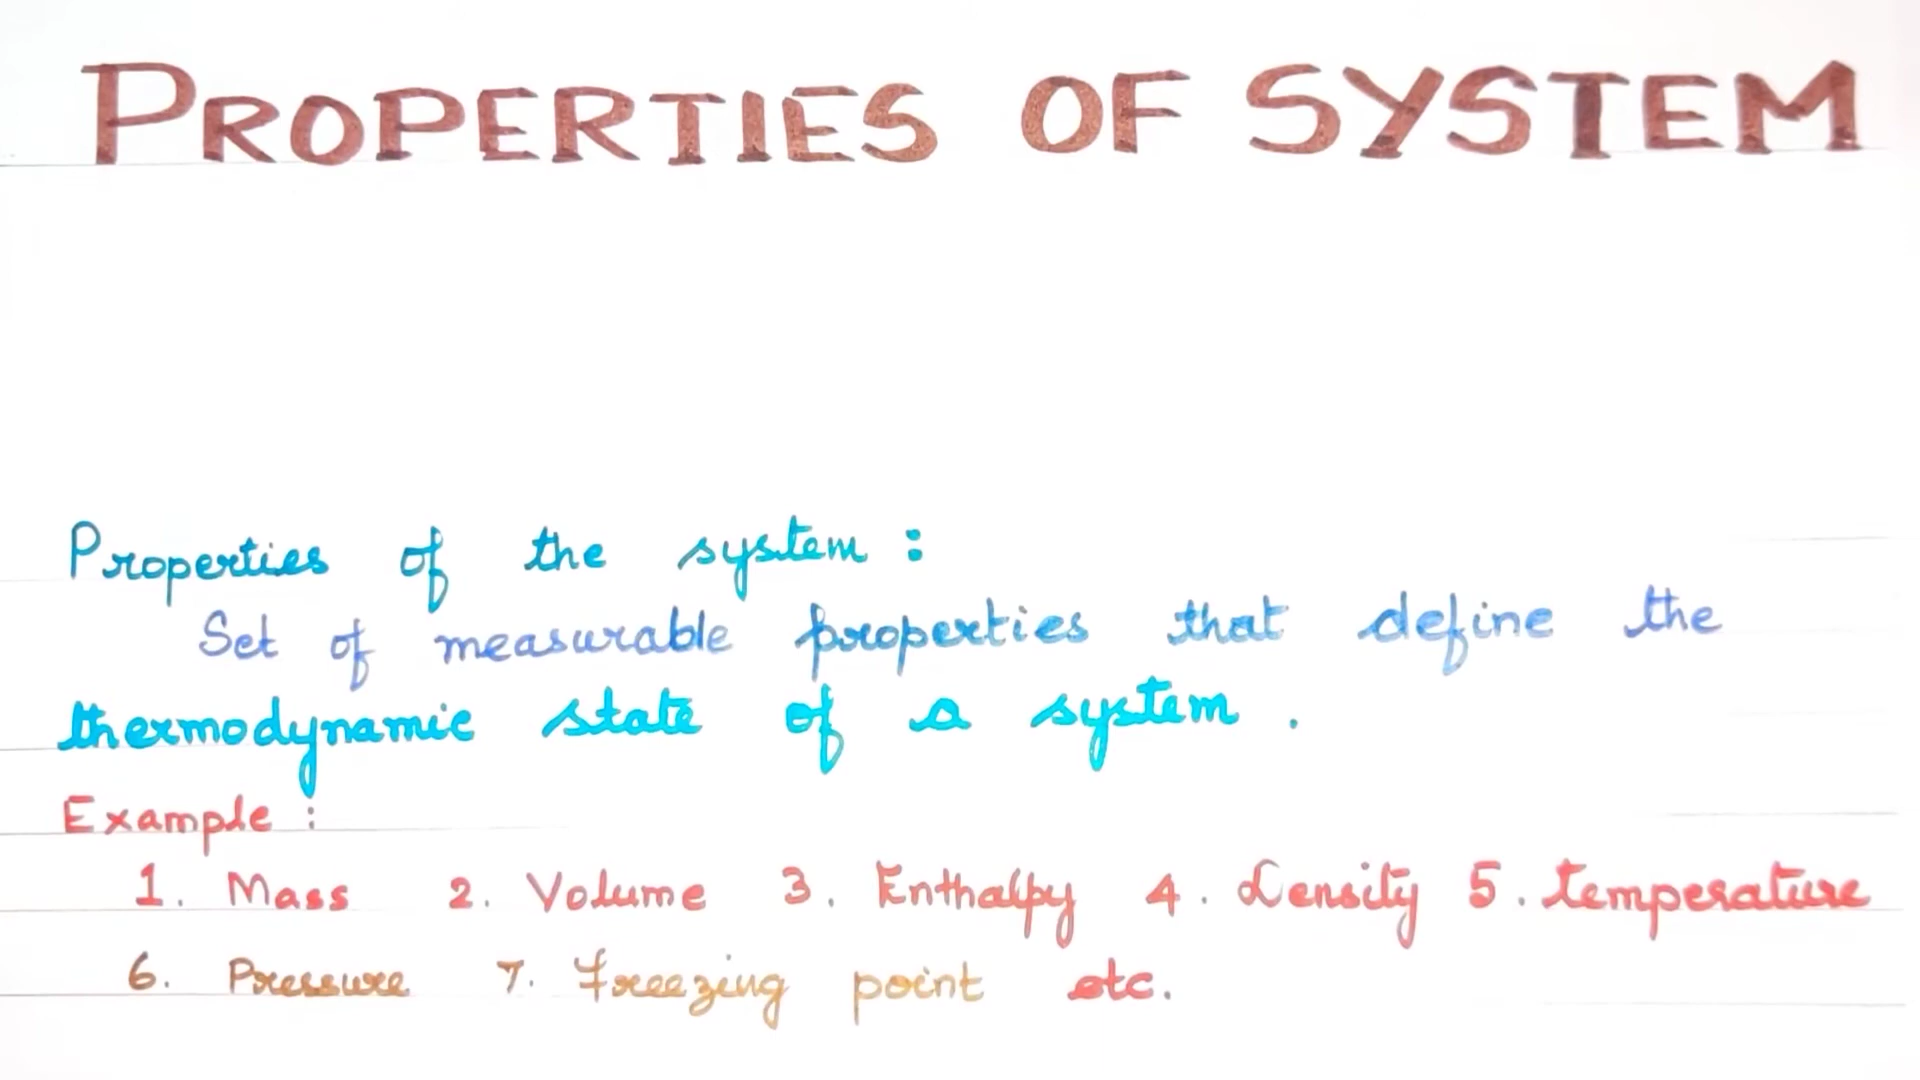 PROPERTIES OF SYSTEM
Properties of the system :
Set of measurable properties that define the
thermodynamic state of a system .
Example :
1. Mass 2. Volume 3. Enthalpy 4. Density 5. temperature
6. Pressure 7. freezing point etc.